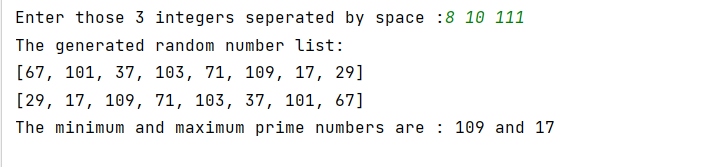 Enter those 3 integers seperated by space :8 10 111
The generated random number list:
[67, 101, 37, 103, 71, 109, 17, 29]
[29, 17, 109, 71, 103, 37, 101, 67]
The minimum and maximum prime numbers are : 109 and 17